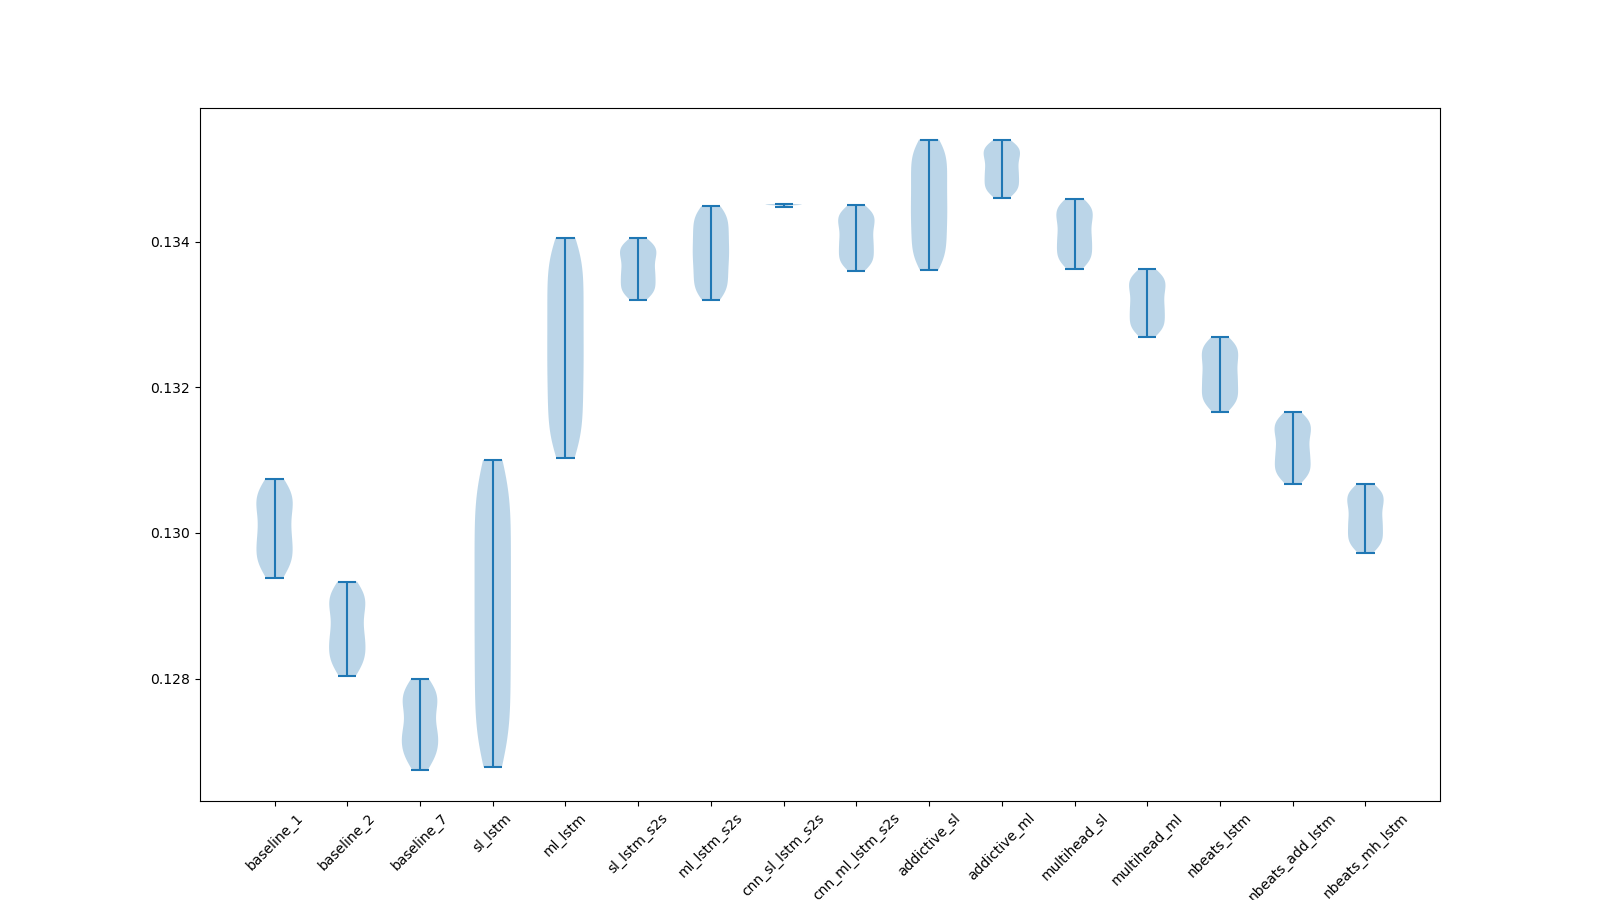 0.134
0.132
0.130
0.128
baseline_1
baseline_2
baseline_7
sl_lstm
ml_lstm
sl_lstm_s2s
ml_lstm_s2s
cnn_sl_lstm_s2s
cnn_ml_lstm_s2s
addictive_sl
addictive_ml
multihead_sl
multihead_ml
nbeats_lstm
nbeats_add_lstm
nbeats_mh_lstm